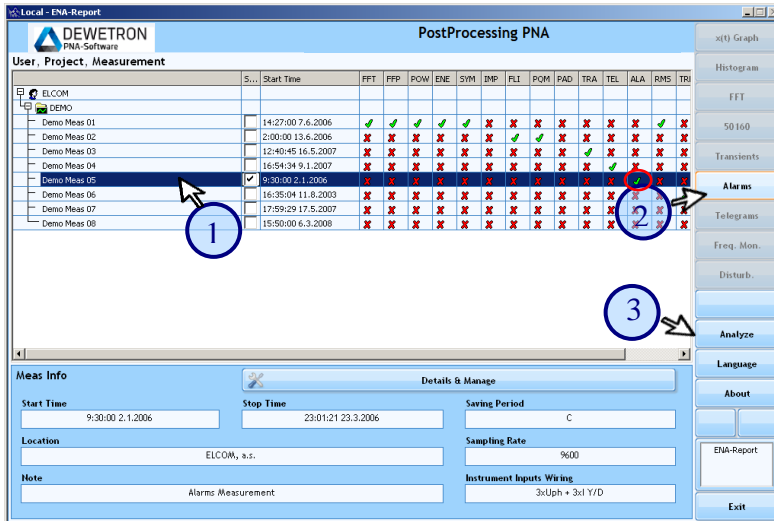 Local - ENA-Report
DEWETRON
PNA-Software
PostProcessing PNA
User, Project, Measurement
S... Start Time FFT FFP POW ENE SYM IMP FLI PQM PAD TRA TEL ALA RMS TRI
ELCOM
DEMO
Demo Meas 01 14:27:00 7.6.2006
Demo Meas 02 2:00:00 13.6.2006
Demo Meas 03 12:40:45 16.5.2007
Demo Meas 04 16:54:34 9.1.2007
Demo Meas 05 9:30:00 2.1.2006
Demo Meas 06 16:35:04 11.8.2003
Demo Meas 07 17:59:29 17.5.2007
Demo Meas 08 15:50:00 6.3.2008
1
2
3
x(t) Graph
Histogram
FFT
50160
Transients
Alarms
Telegrams
Freq. Mon.
Disturb.
Analyze
Language
About
ENA-Report
Exit
Meas Info
Details & Manage
Start Time Stop Time Saving Period
9:30:00 2.1.2006 23:01:21 23.3.2006 C
Location Sampling Rate
ELCOM, a.s. 9600
Note Instrument Inputs Wiring
Alarms Measurement 3xUph + 3xI Y/D